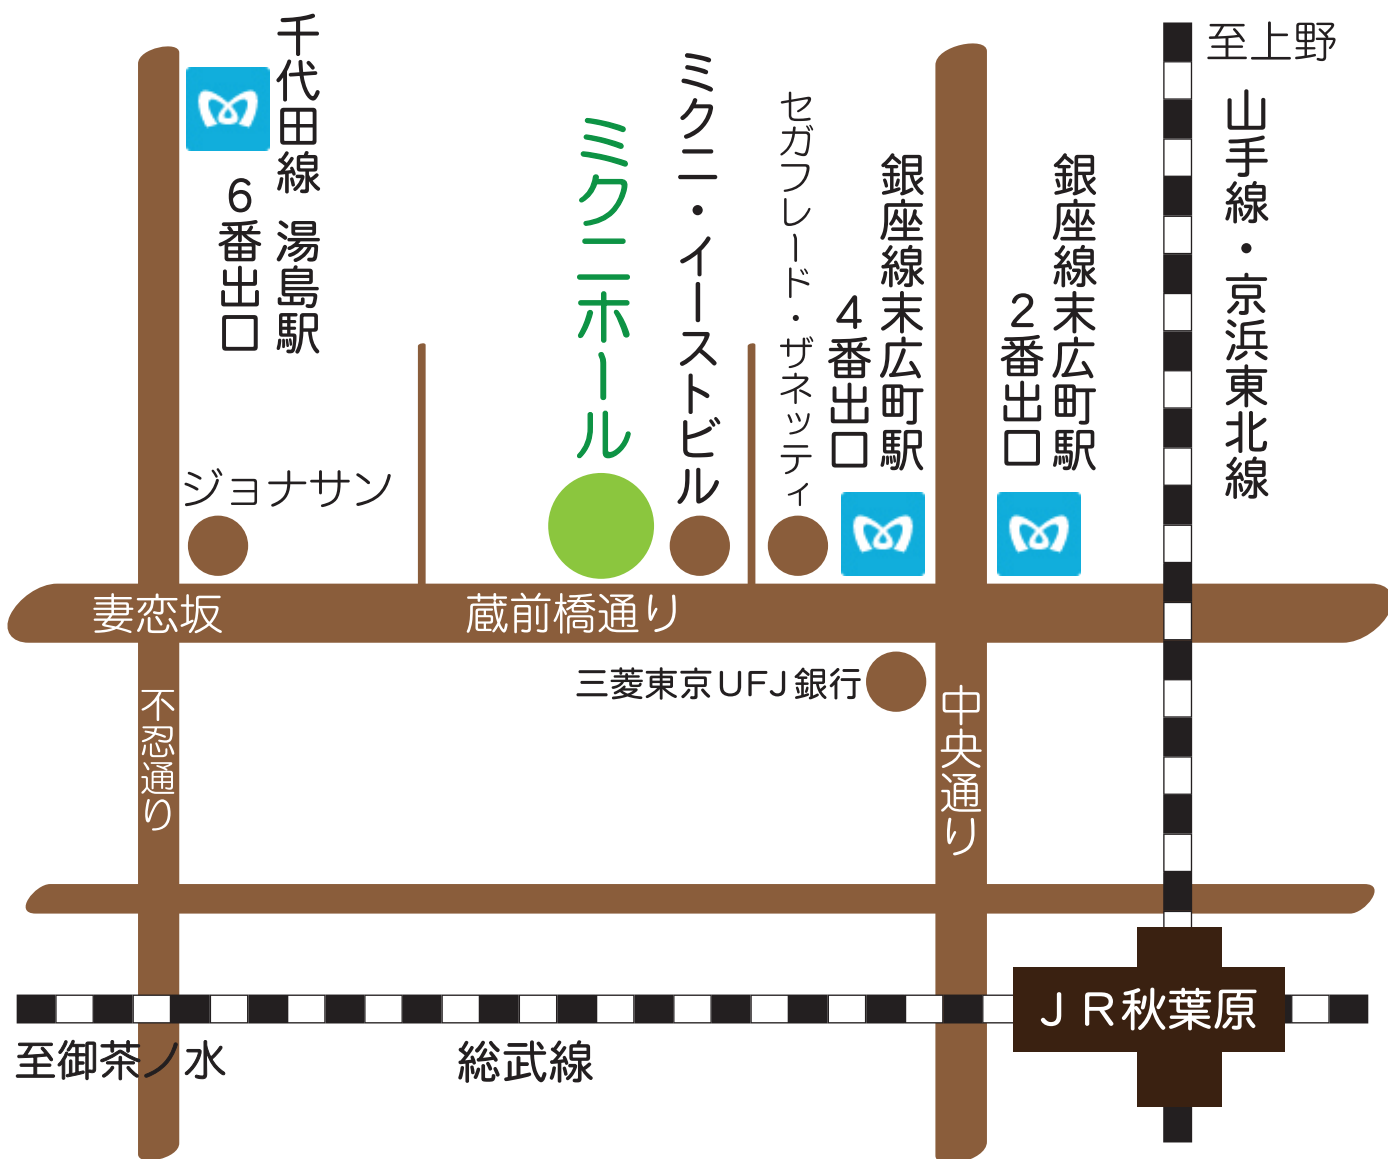 千代田線 湯島駅
6番出口
ミクニホール
ミクニ・イーストビル
セガフレード・ザネッティ
銀座線末広町駅
4番出口
銀座線末広町駅
2番出口
至上野
山手線・京浜東北線
ジョナサン
妻恋坂
蔵前橋通り
三菱東京UFJ銀行
不忍通り
中央通り
JR秋葉原
至御茶ノ水
総武線